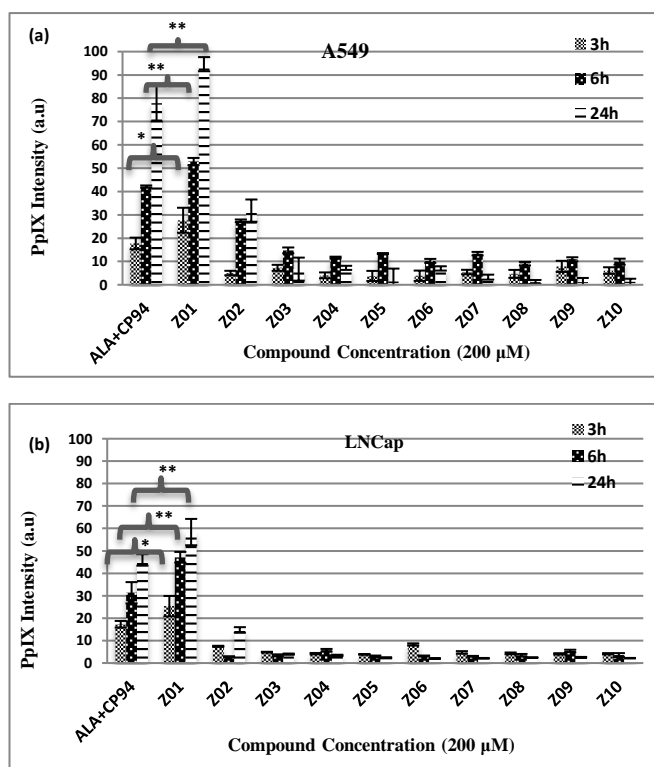 (a)
A549
3h
6h
24h
**
**
*
100
90
80
70
60
50
40
30
20
10
0
PpIX Intensity (a.u)
ALA+CP94
Z01
Z02
Z03
Z04
Z05
Z06
Z07
Z08
Z09
Z10
Compound Concentration (200 µM)
(b)
LNCap
3h
6h
24h
**
**
*
100
90
80
70
60
50
40
30
20
10
0
PpIX Intensity (a.u)
ALA+CP94
Z01
Z02
Z03
Z04
Z05
Z06
Z07
Z08
Z09
Z10
Compound Concentration (200 µM)